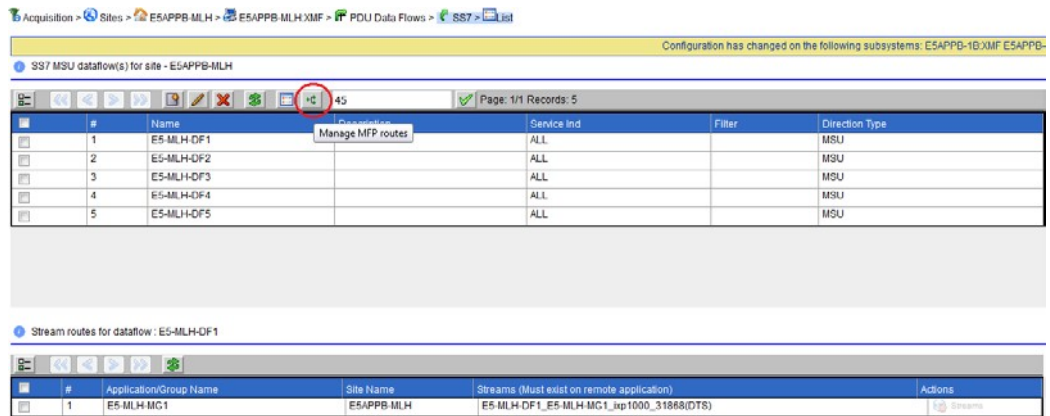 Acquisition > Sites > E5APPB-MLH > E5APPB-MLH:XMF > PDU Data Flows > SS7 > List
Configuration has changed on the following subsystems: E5APPB-1B:XMF E5APPB-
SS7 MSU dataflow(s) for site - E5APPB-MLH
45 Page: 1/1 Records: 5
# Name Description Service Ind Filter Direction Type
Manage MFP routes
1 E5-MLH-DF1 ALL MSU
2 E5-MLH-DF2 ALL MSU
3 E5-MLH-DF3 ALL MSU
4 E5-MLH-DF4 ALL MSU
5 E5-MLH-DF5 ALL MSU
Stream routes for dataflow : E5-MLH-DF1
# Application/Group Name Site Name Streams (Must exist on remote application) Actions
1 E5-MLH-MG1 E5APPB-MLH E5-MLH-DF1_E5-MLH-MG1_ixp1000_31868(DTS) Streams